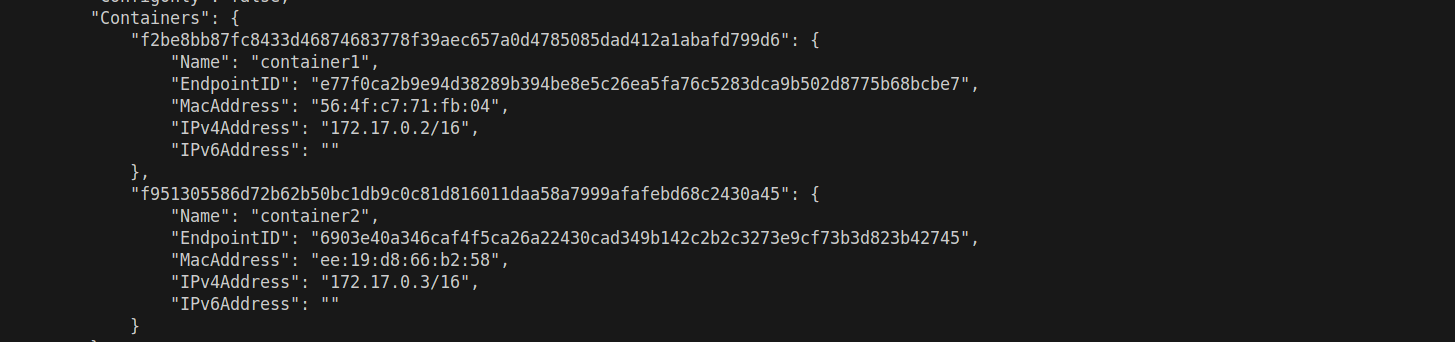 "Containers": {
"f2be8bb87fc8433d46874683778f39aec657a0d4785085dad412a1abafd799d6": {
"Name": "container1",
"EndpointID": "e77f0ca2b9e94d38289b394be8e5c26ea5fa76c5283dca9b502d8775b68bcbe7",
"MacAddress": "56:4f:c7:71:fb:04",
"IPv4Address": "172.17.0.2/16",
"IPv6Address": ""
},
"f951305586d72b62b50bc1db9c0c81d816011daa58a7999afafebd68c2430a45": {
"Name": "container2",
"EndpointID": "6903e40a346caf4f5ca26a22430cad349b142c2b2c3273e9cf73b3d823b42745",
"MacAddress": "ee:19:d8:66:b2:58",
"IPv4Address": "172.17.0.3/16",
"IPv6Address": ""
}